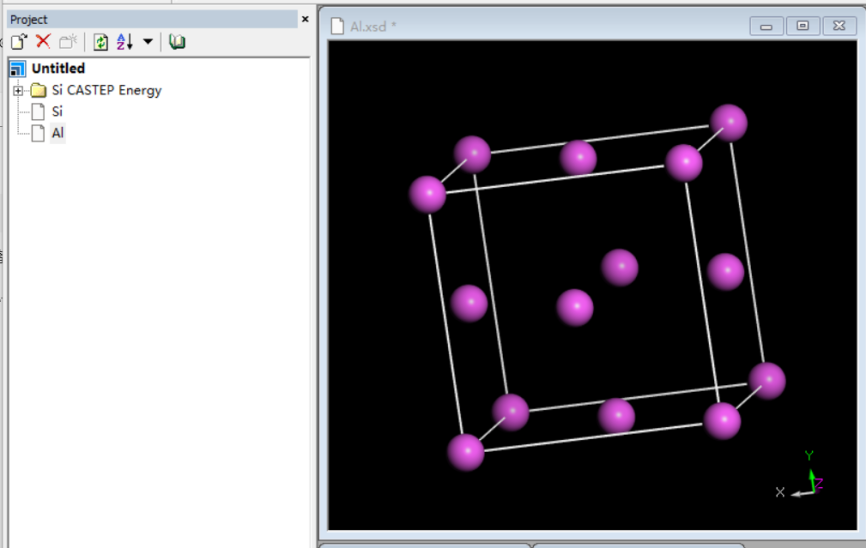 Project
Untitled
Si CASTEP Energy
Si
Al
Al.xsd *
Y
Z
X